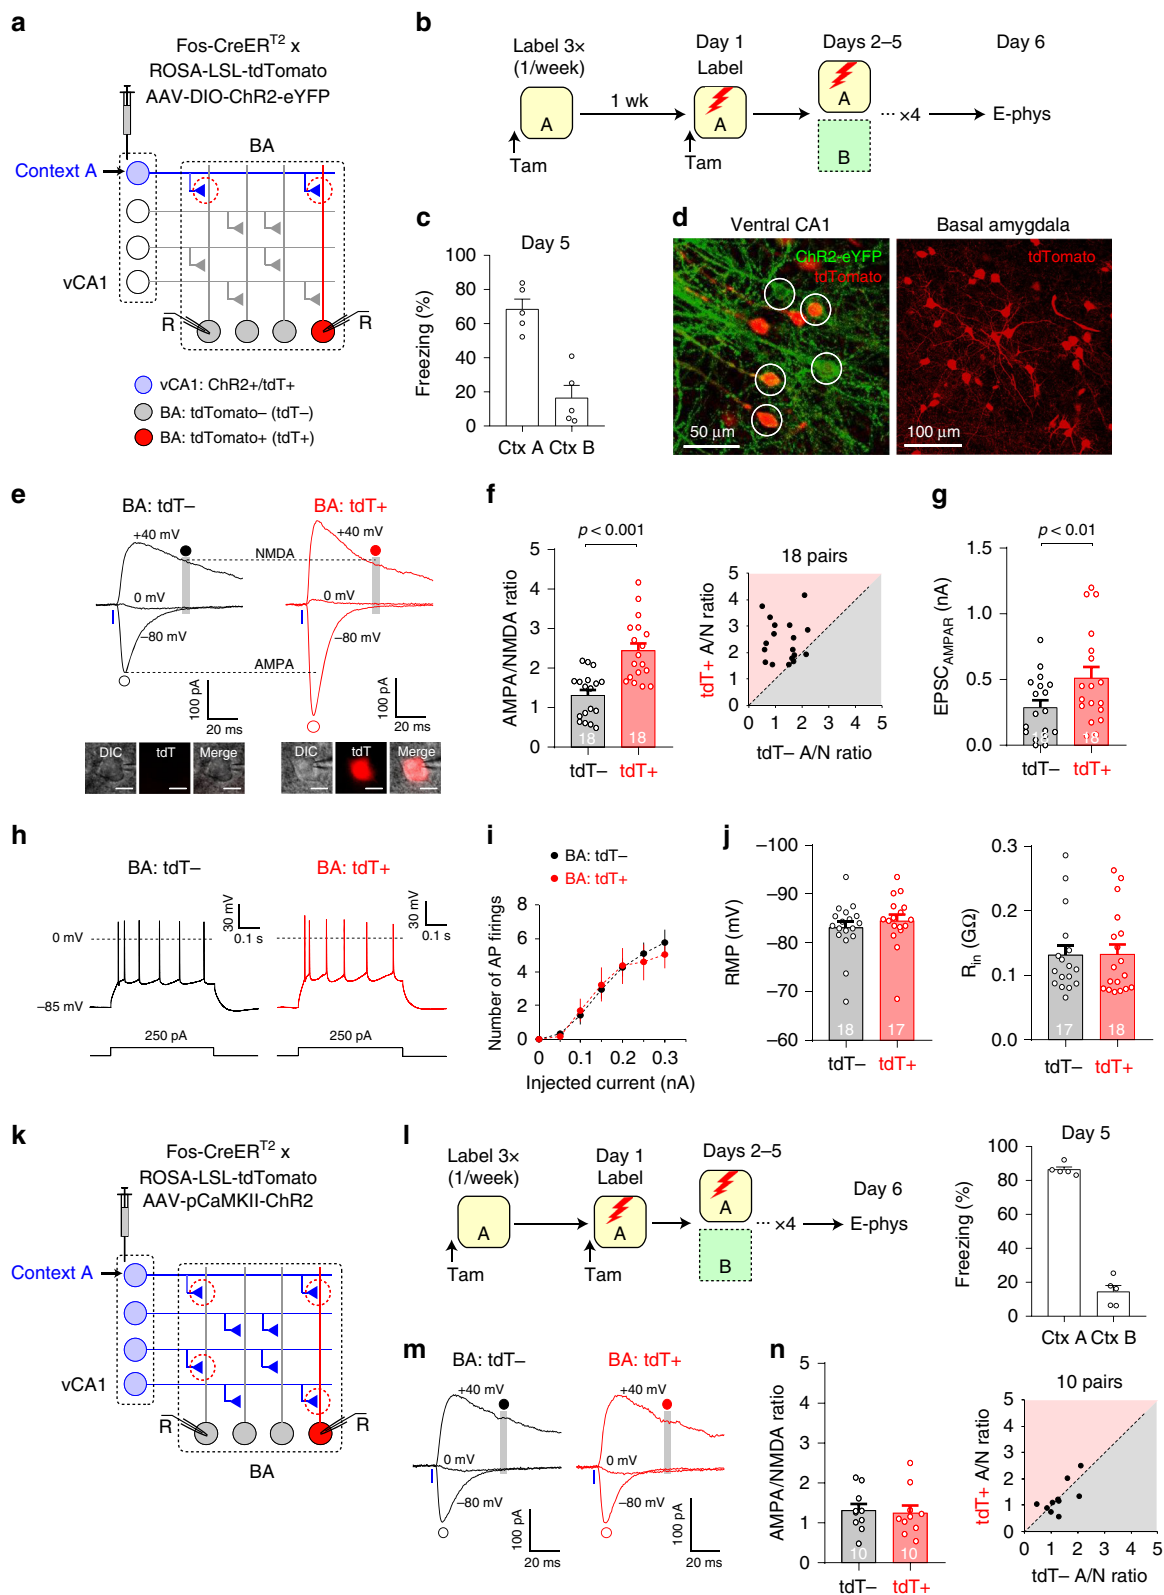 a
Fos-CreER^T2 x
ROSA-LSL-tdTomato
AAV-DIO-ChR2-eYFP
BA
Context A
vCA1
R
R
vCA1: ChR2+/tdT+
BA: tdTomato– (tdT–)
BA: tdTomato+ (tdT+)
b
Label 3×
(1/week)
A
Tam
1 wk
Day 1
Label
A
Tam
Days 2–5
A
B
··· ×4
Day 6
E-phys
c
Day 5
Freezing (%)
100
80
60
40
20
0
Ctx A Ctx B
d
Ventral CA1
ChR2-eYFP
tdTomato
50 μm
Basal amygdala
tdTomato
100 μm
e
BA: tdT–
BA: tdT+
+40 mV
+40 mV
NMDA
0 mV
0 mV
–80 mV
–80 mV
AMPA
100 pA
20 ms
100 pA
20 ms
DIC tdT Merge
DIC tdT Merge
f
p < 0.001
AMPA/NMDA ratio
5
4
3
2
1
0
18 18
tdT– tdT+
18 pairs
tdT+ A/N ratio
5
4
3
2
1
0
0 1 2 3 4 5
tdT– A/N ratio
g
p < 0.01
EPSC_AMPAR (nA)
1.5
1.0
0.5
0.0
18
tdT– tdT+
h
BA: tdT–
BA: tdT+
30 mV
0.1 s
30 mV
0.1 s
0 mV
–85 mV
250 pA
250 pA
i
BA: tdT–
BA: tdT+
Number of AP firings
8
6
4
2
0
0 0.1 0.2 0.3
Injected current (nA)
j
RMP (mV)
–100
–90
–80
–70
–60
18 17
tdT– tdT+
R_in (GΩ)
0.3
0.2
0.1
0.0
17 18
tdT– tdT+
k
Fos-CreER^T2 x
ROSA-LSL-tdTomato
AAV-pCaMKII-ChR2
Context A
vCA1
R
R
BA
l
Label 3×
(1/week)
A
Tam
Day 1
Label
A
Tam
Days 2–5
A
B
··· ×4
Day 6
E-phys
Day 5
Freezing (%)
100
80
60
40
20
0
Ctx A Ctx B
m
BA: tdT–
BA: tdT+
+40 mV
+40 mV
0 mV
0 mV
–80 mV
–80 mV
100 pA
20 ms
100 pA
20 ms
n
AMPA/NMDA ratio
5
4
3
2
1
0
10 10
tdT– tdT+
10 pairs
tdT+ A/N ratio
5
4
3
2
1
0
0 1 2 3 4 5
tdT– A/N ratio